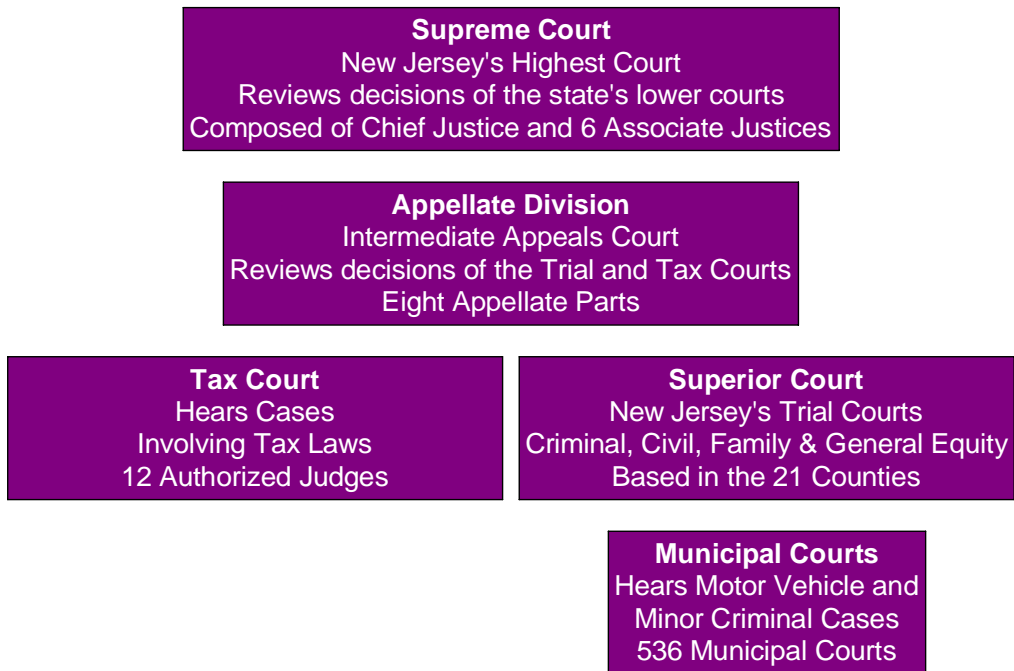 Supreme Court
New Jersey's Highest Court
Reviews decisions of the state's lower courts
Composed of Chief Justice and 6 Associate Justices
Appellate Division
Intermediate Appeals Court
Reviews decisions of the Trial and Tax Courts
Eight Appellate Parts
Tax Court
Hears Cases
Involving Tax Laws
12 Authorized Judges
Superior Court
New Jersey's Trial Courts
Criminal, Civil, Family & General Equity
Based in the 21 Counties
Municipal Courts
Hears Motor Vehicle and
Minor Criminal Cases
536 Municipal Courts